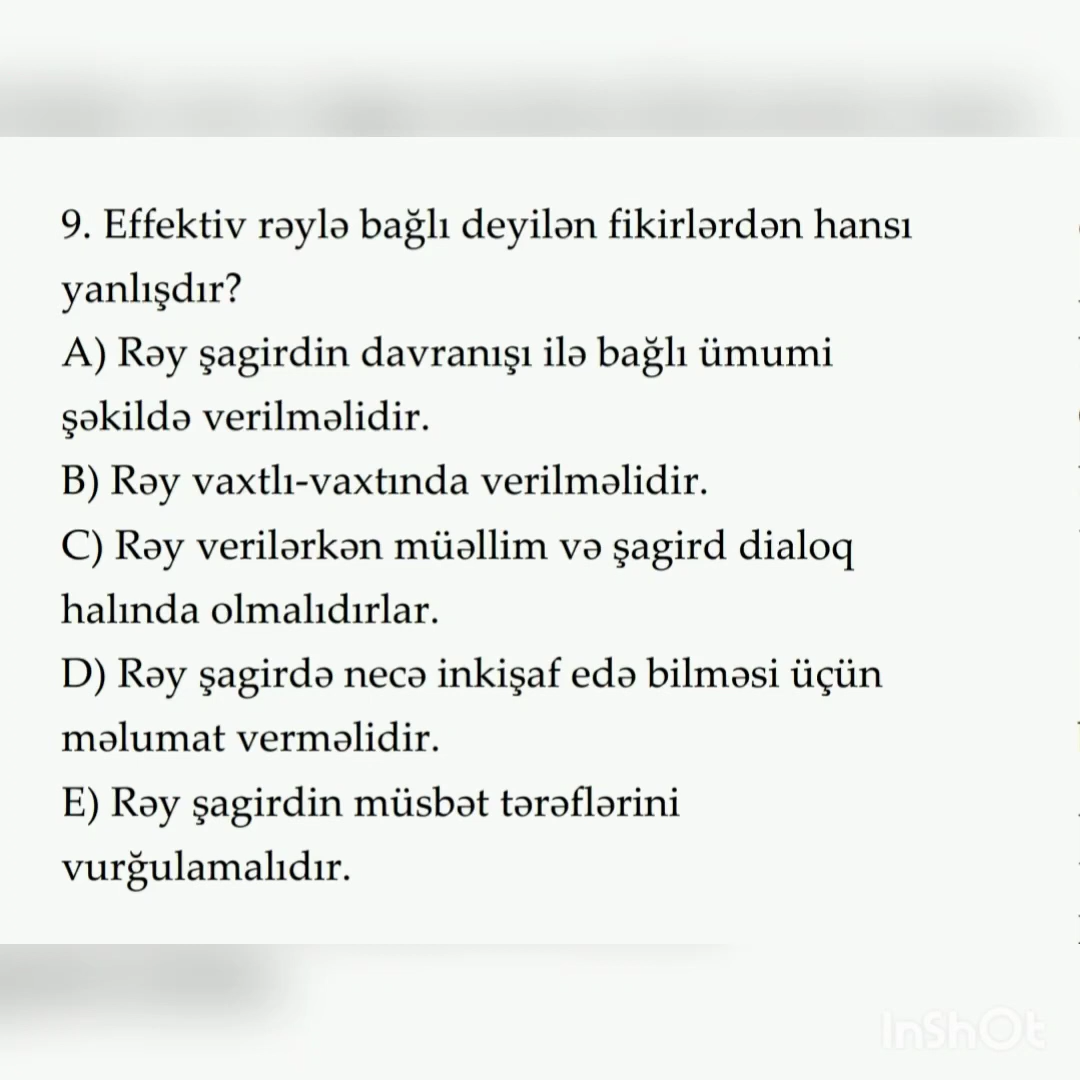 9. Effektiv rəylə bağlı deyilən fikirlərdən hansı
yanlışdır?
A) Rəy şagirdin davranışı ilə bağlı ümumi
şəkildə verilməlidir.
B) Rəy vaxtlı-vaxtında verilməlidir.
C) Rəy verilərkən müəllim və şagird dialoq
halında olmalıdırlar.
D) Rəy şagirdə necə inkişaf edə bilməsi üçün
məlumat verməlidir.
E) Rəy şagirdin müsbət tərəflərini
vurğulamalıdır.
InShOt